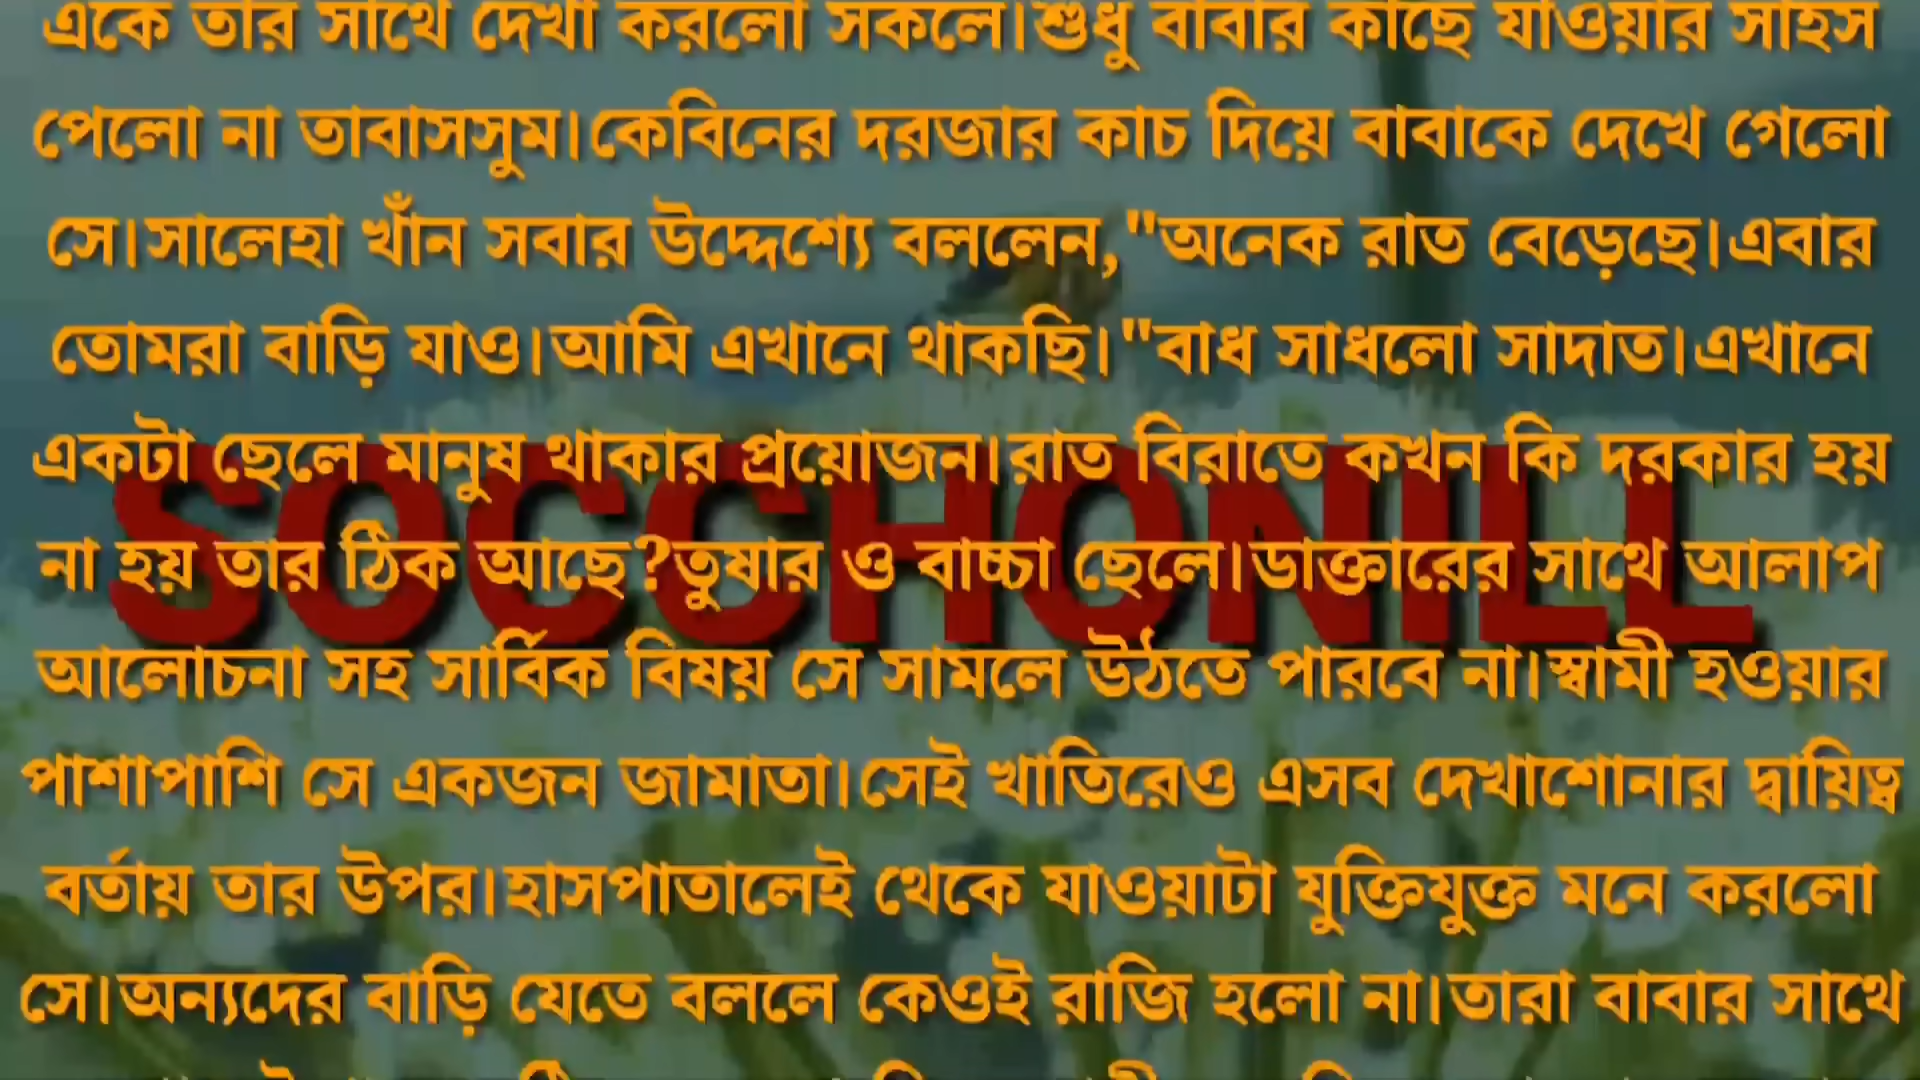 একে তার সাথে দেখা করলো সকলে।শুধু বাবার কাছে যাওয়ার সাহস
পেলো না তাবাসসুম।কেবিনের দরজার কাচ দিয়ে বাবাকে দেখে গেলো
সে।সালেহা খাঁন সবার উদ্দেশ্যে বললেন,"অনেক রাত বেড়েছে।এবার
তোমরা বাড়ি যাও।আমি এখানে থাকছি।"বাধ সাধলো সাদাত।এখানে
একটা ছেলে মানুষ থাকার প্রয়োজন।রাত বিরাতে কখন কি দরকার হয়
না হয় তার ঠিক আছে?তুষার ও বাচ্চা ছেলে।ডাক্তারের সাথে আলাপ
SOCCHONILL
আলোচনা সহ সার্বিক বিষয় সে সামলে উঠতে পারবে না।স্বামী হওয়ার
পাশাপাশি সে একজন জামাতা।সেই খাতিরেও এসব দেখাশোনার দ্বায়িত্ব
বর্তায় তার উপর।হাসপাতালেই থেকে যাওয়াটা যুক্তিযুক্ত মনে করলো
সে।অন্যদের বাড়ি যেতে বললে কেওই রাজি হলো না।তারা বাবার সাথে